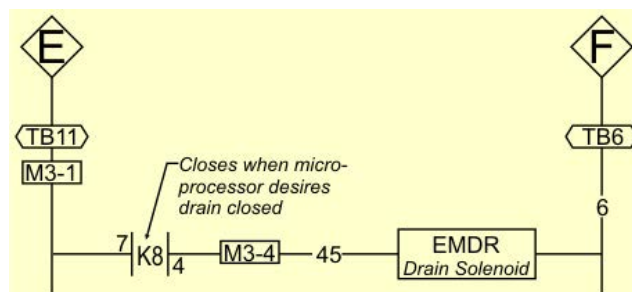 E
F
TB11
TB6
M3-1
Closes when micro-
processor desires
drain closed
6
7
K8
4
M3-4
45
EMDR
Drain Solenoid